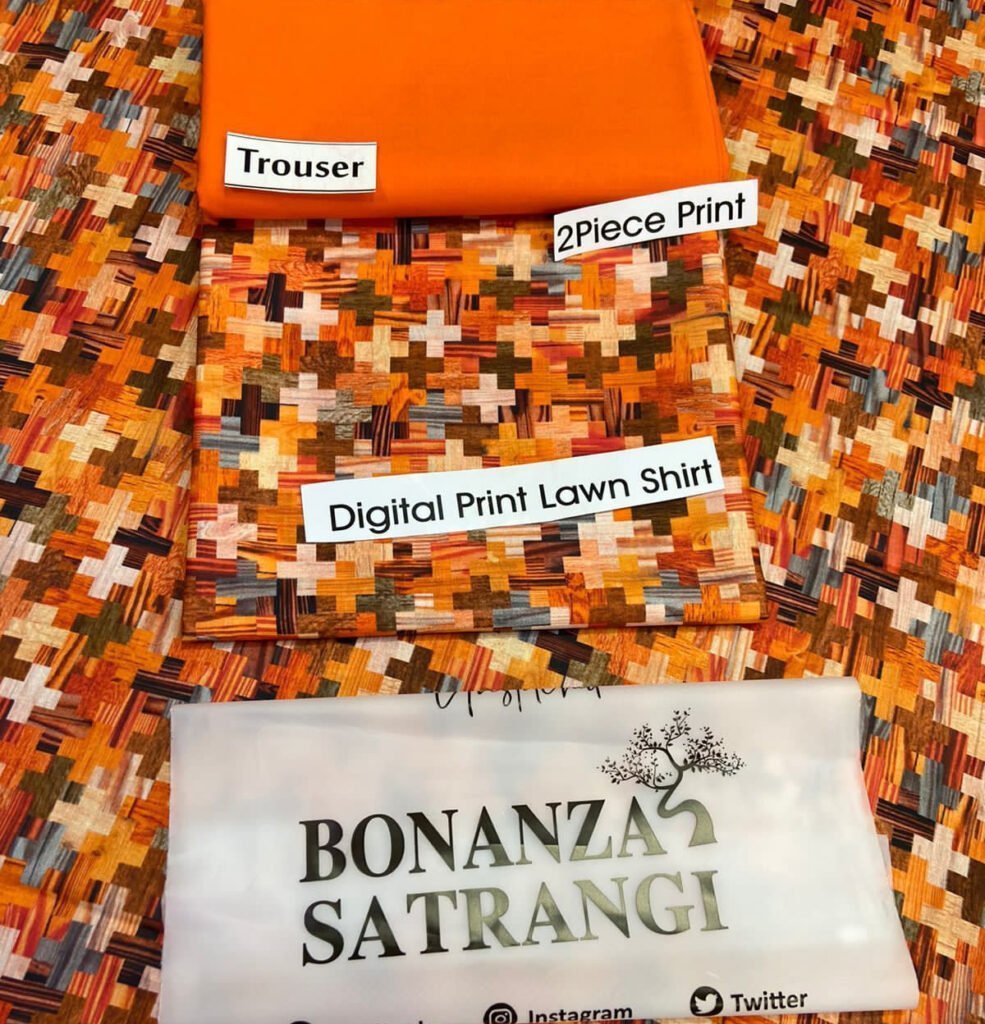 Trouser
2Piece Print
Digital Print Lawn Shirt
BONANZA
SATRANGI
Instagram
Twitter